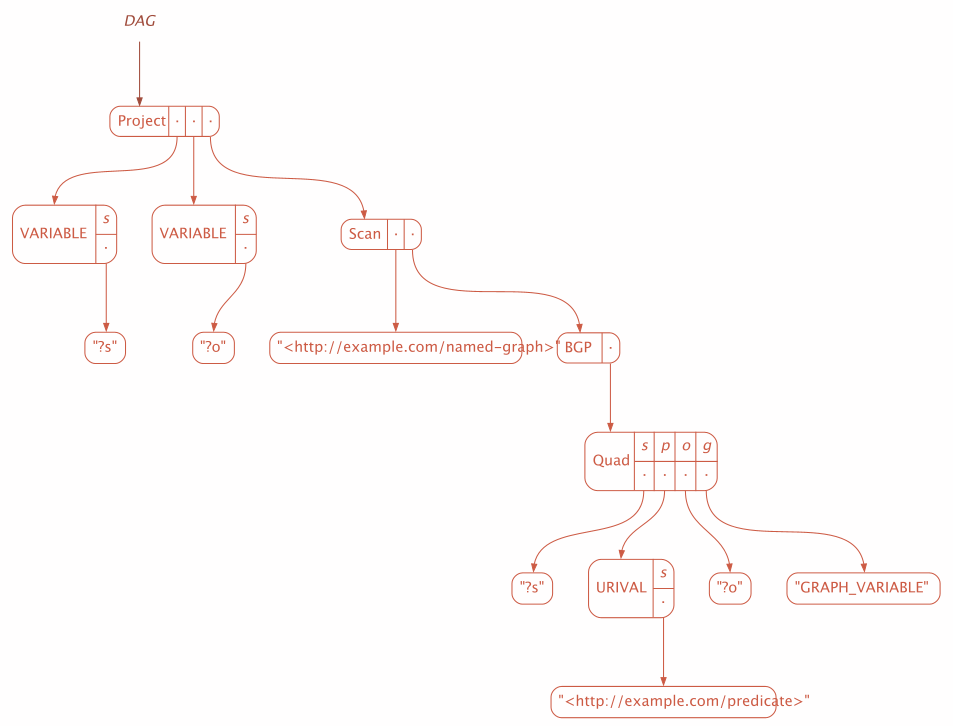 DAG
Project · · ·
VARIABLE s ·
VARIABLE s ·
Scan · ·
"?s"
"?o"
"<http://example.com/named-graph>"
BGP ·
Quad s p o g
· · · ·
"?s"
URIVAL s ·
"?o"
"GRAPH_VARIABLE"
"<http://example.com/predicate>"